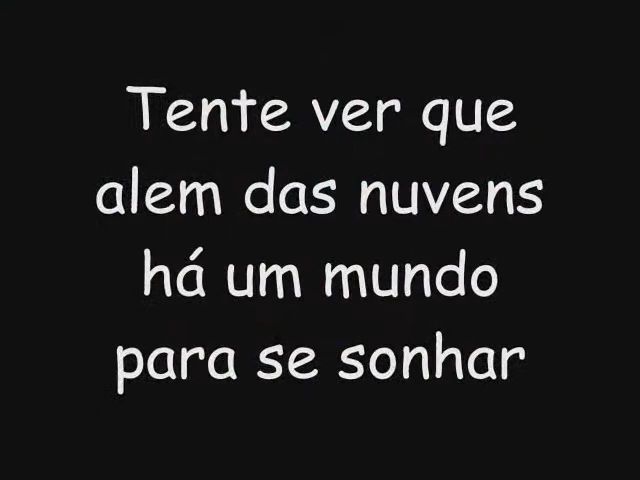 Tente ver que
alem das nuvens
há um mundo
para se sonhar